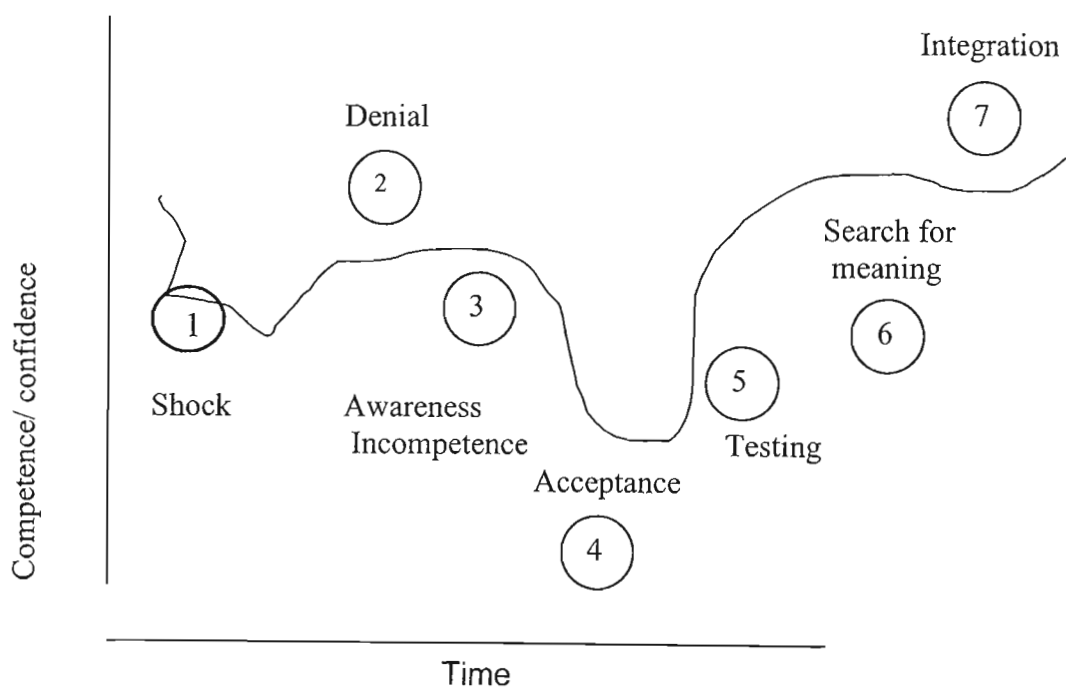 Integration
7
Denial
2
Search for
meaning
6
3
1
5
Shock
Awareness
Incompetence
Testing
Acceptance
4
Competence/ confidence
Time